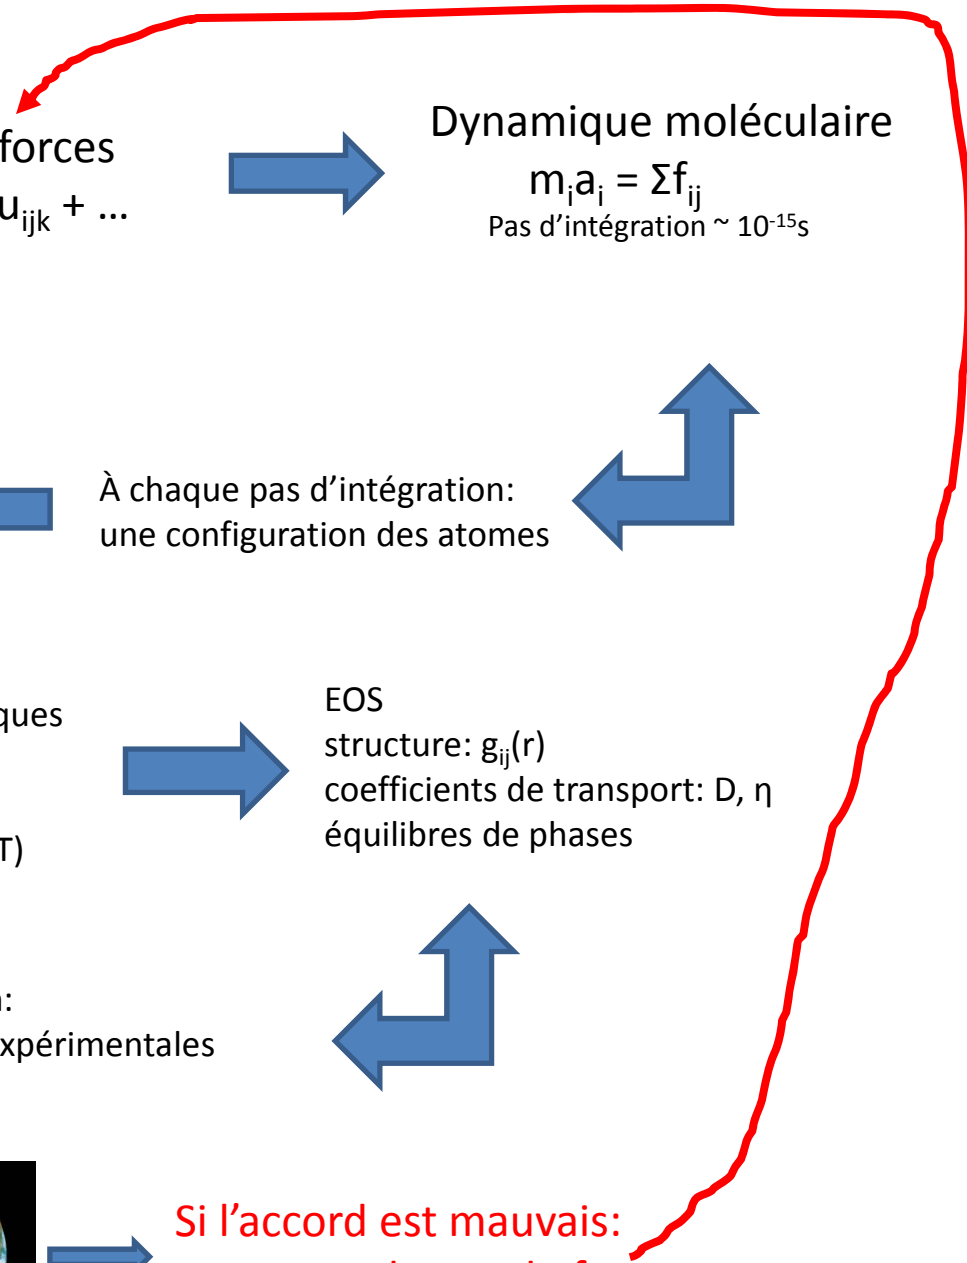 forces
u_ijk + ...
Dynamique moléculaire
m_i a_i = Σf_ij
Pas d'intégration ~ 10^-15 s
À chaque pas d'intégration:
une configuration des atomes
ques
T)
EOS
structure: g_ij(r)
coefficients de transport: D, η
équilibres de phases
:
xpérimentales
Si l'accord est mauvais: